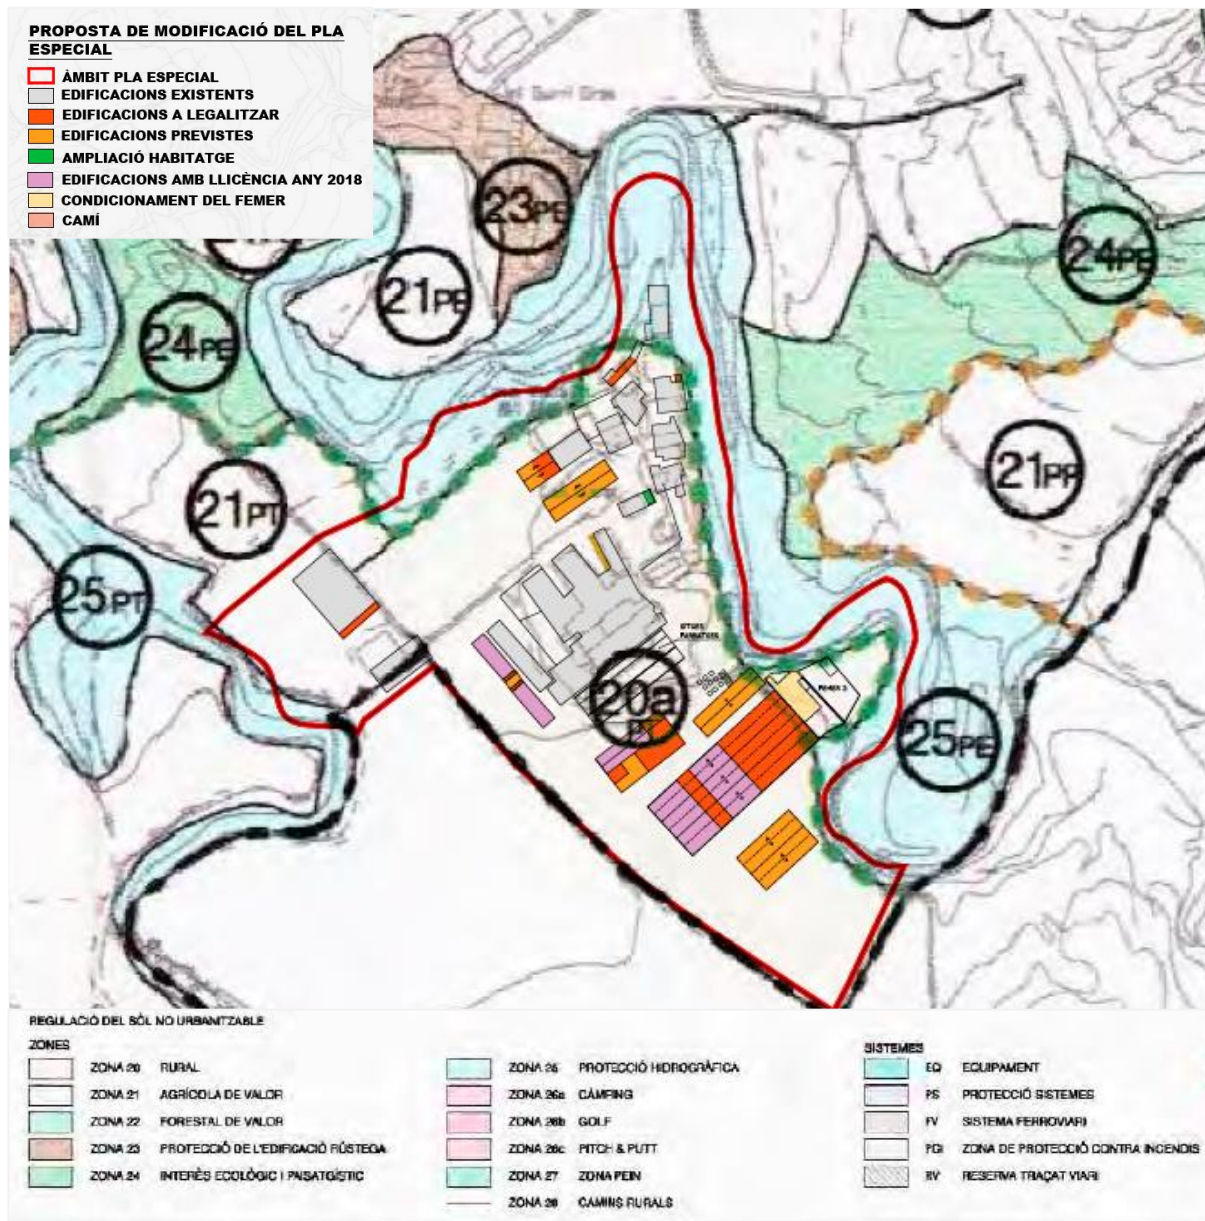 PROPOSTA DE MODIFICACIÓ DEL PLA
ESPECIAL
ÀMBIT PLA ESPECIAL
EDIFICACIONS EXISTENTS
EDIFICACIONS A LEGALITZAR
EDIFICACIONS PREVISTES
AMPLIACIÓ HABITATGE
EDIFICACIONS AMB LLICÈNCIA ANY 2018
CONDICIONAMENT DEL FEMER
CAMÍ
23PE
24PE
21PE
24PE
21PT
21PP
25PT
20a
PT
25PE
REGULACIÓ DEL SÒL NO URBANITZABLE
ZONES
ZONA 20 RURAL
ZONA 21 AGRÍCOLA DE VALOR
ZONA 22 FORESTAL DE VALOR
ZONA 23 PROTECCIÓ DE L'EDIFICACIÓ RÚSTEGA
ZONA 24 INTERÈS ECOLÒGIC I PAISATGÍSTIC
ZONA 25 PROTECCIÓ HIDROGRÀFICA
ZONA 26a CÀMPING
ZONA 26b GOLF
ZONA 26c PITCH & PUTT
ZONA 27 ZONA PEIN
ZONA 28 CAMINS RURALS
SISTEMES
EQ EQUIPAMENT
PS PROTECCIÓ SISTEMES
FV SISTEMA FERROVIARI
PCI ZONA DE PROTECCIÓ CONTRA INCENDIS
RV RESERVA TRAÇAT VIARI